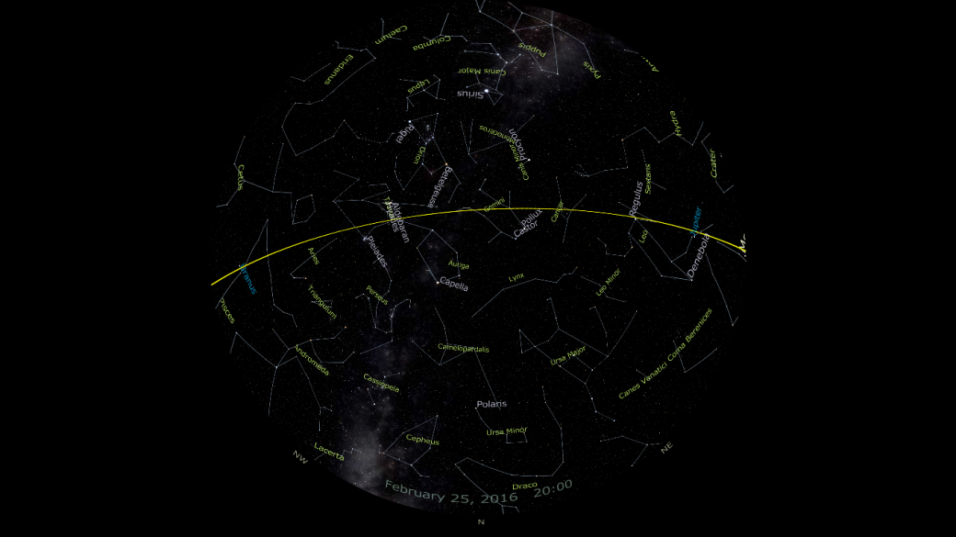 Caelum
Columba
Puppis
Eridanus
Canis Major
Pyxis
Lepus
Sirius
Hydra
Rigel
Monoceros
Procyon
Canis Minor
Orion
Crater
Cetus
Betelgeuse
Sextans
Regulus
Gemini
Cancer
Aldebaran
Jupiter
Pollux
Castor
Leo
Denebola
Pleiades
Aries
Auriga
Uranus
Lynx
Capella
Leo Minor
Triangulum
Perseus
Pisces
Coma Berenices
Canes Venatici
Camelopardalis
Ursa Major
Andromeda
Cassiopeia
Polaris
Ursa Minor
Cepheus
Lacerta
NW
NE
Draco
February 25, 2016 20:00
N